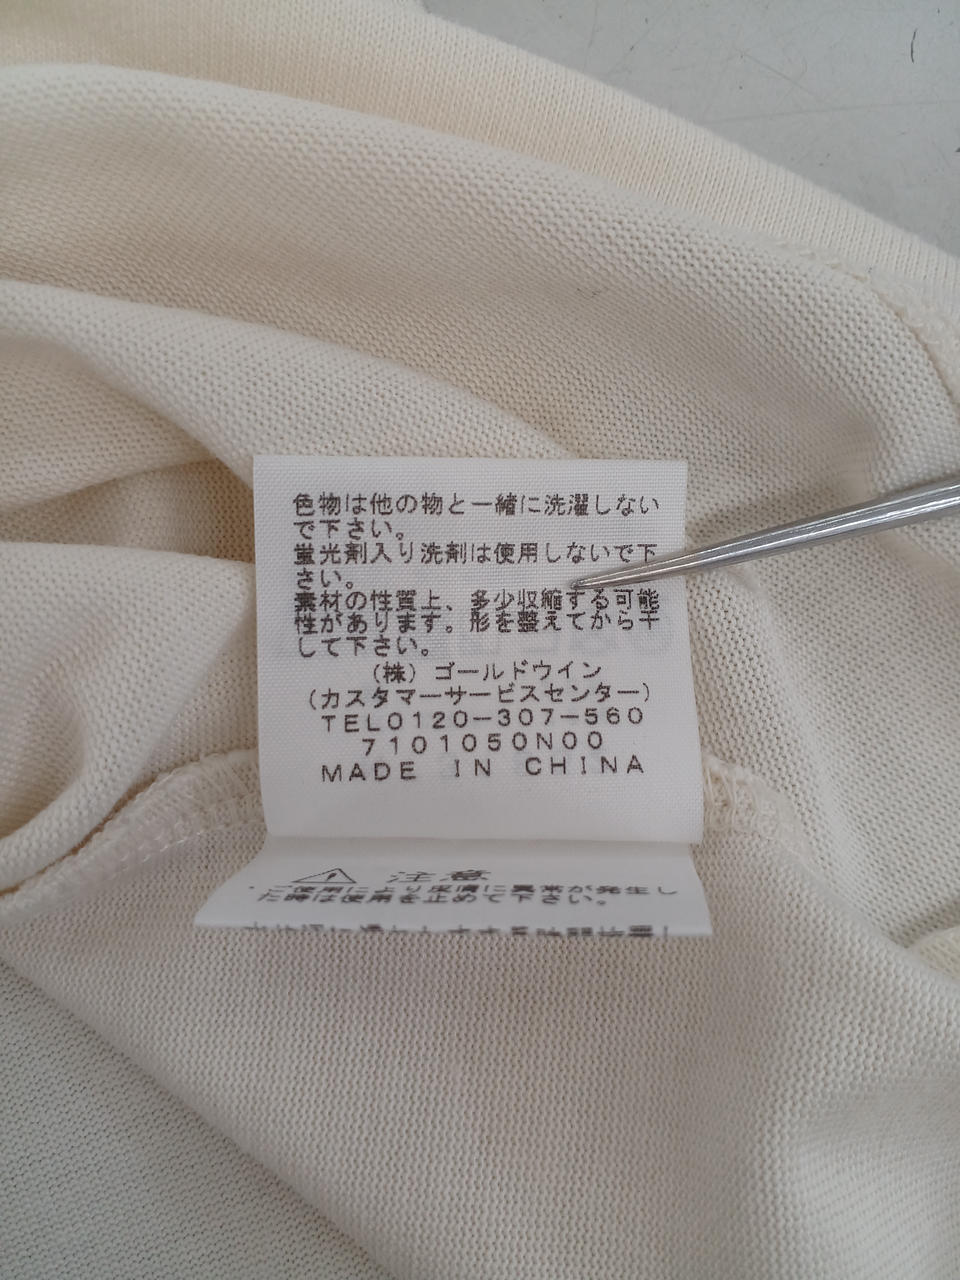 色物は他の物と一緒に洗濯しない
で下さい。
蛍光剤入り洗剤は使用しないで下
さい。
素材の性質上、多少収縮する可能
性があります。形を整えてから干
して下さい。
(株)ゴールドウイン
(カスタマーサービスセンター)
TEL0120-307-560
7101050N00
MADE IN CHINA
⚠ 注意
・ご使用により皮膚に異常が発生し
た時は使用を止めて下さい。